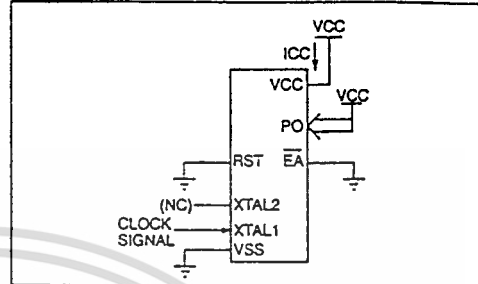 VCC
ICC
VCC
VCC
PO
RST EA
(NC) XTAL2
CLOCK SIGNAL XTAL1
VSS